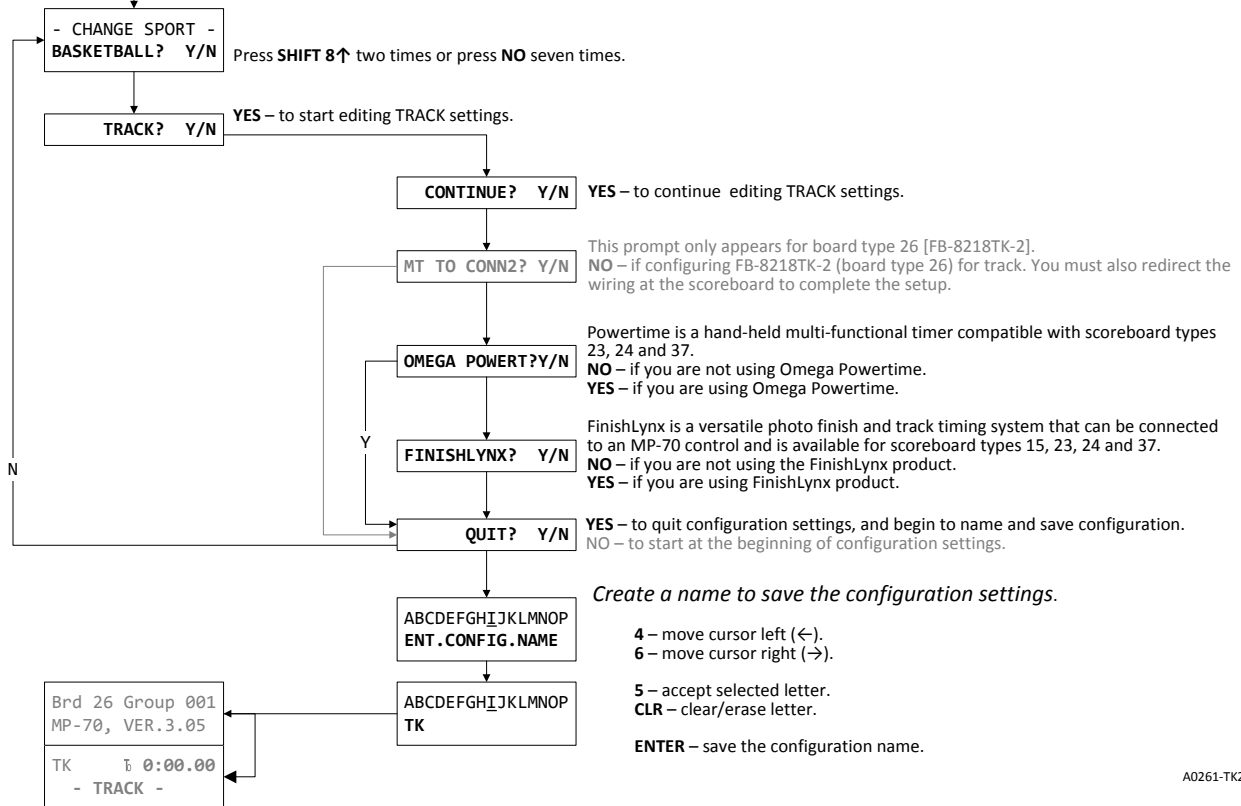 - CHANGE SPORT -
BASKETBALL? Y/N
Press SHIFT 8↑ two times or press NO seven times.
TRACK? Y/N
YES – to start editing TRACK settings.
CONTINUE? Y/N
YES – to continue editing TRACK settings.
MT TO CONN2? Y/N
This prompt only appears for board type 26 [FB-8218TK-2].
NO – if configuring FB-8218TK-2 (board type 26) for track. You must also redirect the
wiring at the scoreboard to complete the setup.
OMEGA POWERT?Y/N
Powertime is a hand-held multi-functional timer compatible with scoreboard types
23, 24 and 37.
NO – if you are not using Omega Powertime.
YES – if you are using Omega Powertime.
Y
N
FINISHLYNX? Y/N
FinishLynx is a versatile photo finish and track timing system that can be connected
to an MP-70 control and is available for scoreboard types 15, 23, 24 and 37.
NO – if you are not using the FinishLynx product.
YES – if you are using FinishLynx product.
QUIT? Y/N
YES – to quit configuration settings, and begin to name and save configuration.
NO – to start at the beginning of configuration settings.
Create a name to save the configuration settings.
ABCDEFGHIJKLMNOP
ENT.CONFIG.NAME
4 – move cursor left (←).
6 – move cursor right (→).
5 – accept selected letter.
CLR – clear/erase letter.
ENTER – save the configuration name.
ABCDEFGHIJKLMNOP
TK
Brd 26 Group 001
MP-70, VER.3.05
TK 0:00.00
- TRACK -
A0261-TK2